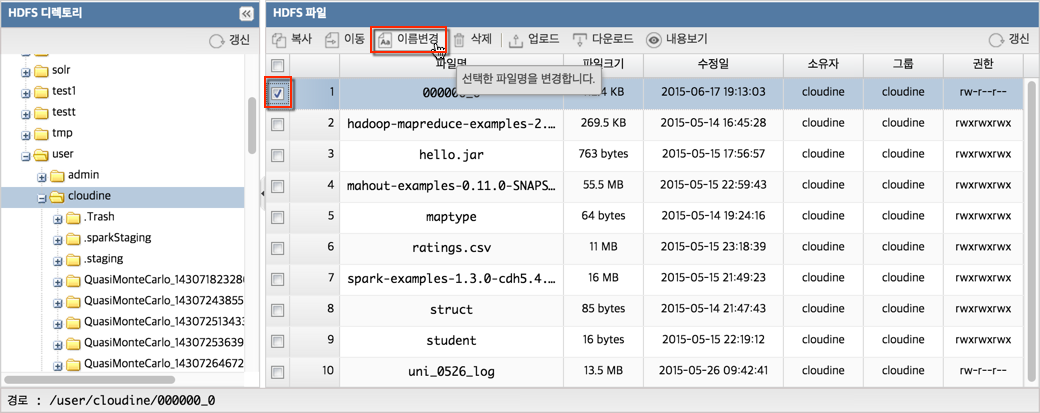 HDFS 디렉토리
갱신
solr
test1
testt
tmp
user
admin
cloudine
.Trash
.sparkStaging
.staging
QuasiMonteCarlo_14307182328
QuasiMonteCarlo_14307243855
QuasiMonteCarlo_14307251343
QuasiMonteCarlo_14307253639
QuasiMonteCarlo_14307264672
HDFS 파일
복사 이동 이름변경 삭제 업로드 다운로드 내용보기 갱신
파일명 파일크기 수정일 소유자 그룹 권한
선택한 파일명을 변경합니다.
1 000000_0 4 KB 2015-06-17 19:13:03 cloudine cloudine rw-r--r--
2 hadoop-mapreduce-examples-2.... 269.5 KB 2015-05-14 16:45:28 cloudine cloudine rwxrwxrwx
3 hello.jar 763 bytes 2015-05-15 17:56:57 cloudine cloudine rwxrwxrwx
4 mahout-examples-0.11.0-SNAPS... 55.5 MB 2015-05-15 22:59:43 cloudine cloudine rwxrwxrwx
5 maptype 64 bytes 2015-05-14 19:24:16 cloudine cloudine rwxrwxrwx
6 ratings.csv 11 MB 2015-05-15 23:18:39 cloudine cloudine rwxrwxrwx
7 spark-examples-1.3.0-cdh5.4.... 16 MB 2015-05-15 21:49:23 cloudine cloudine rwxrwxrwx
8 struct 85 bytes 2015-05-14 21:47:43 cloudine cloudine rwxrwxrwx
9 student 16 bytes 2015-05-15 22:19:12 cloudine cloudine rwxrwxrwx
10 uni_0526_log 13.5 MB 2015-05-26 09:42:41 cloudine cloudine rw-r--r--
경로 : /user/cloudine/000000_0